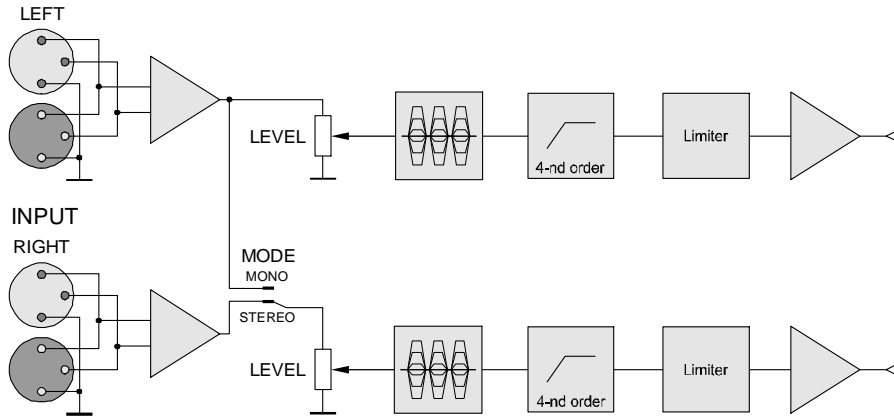 LEFT
LEVEL
4-nd order
Limiter
INPUT
RIGHT
MODE
MONO
STEREO
LEVEL
4-nd order
Limiter